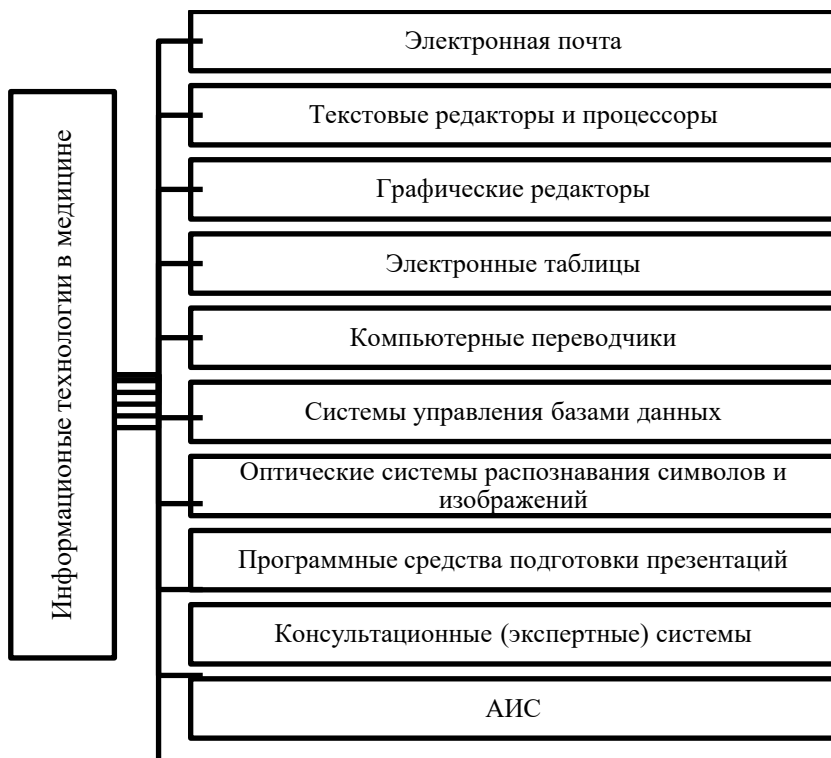 Информационые технологии в медицине
Электронная почта
Текстовые редакторы и процессоры
Графические редакторы
Электронные таблицы
Компьютерные переводчики
Системы управления базами данных
Оптические системы распознавания символов и
изображений
Программные средства подготовки презентаций
Консультационные (экспертные) системы
АИС